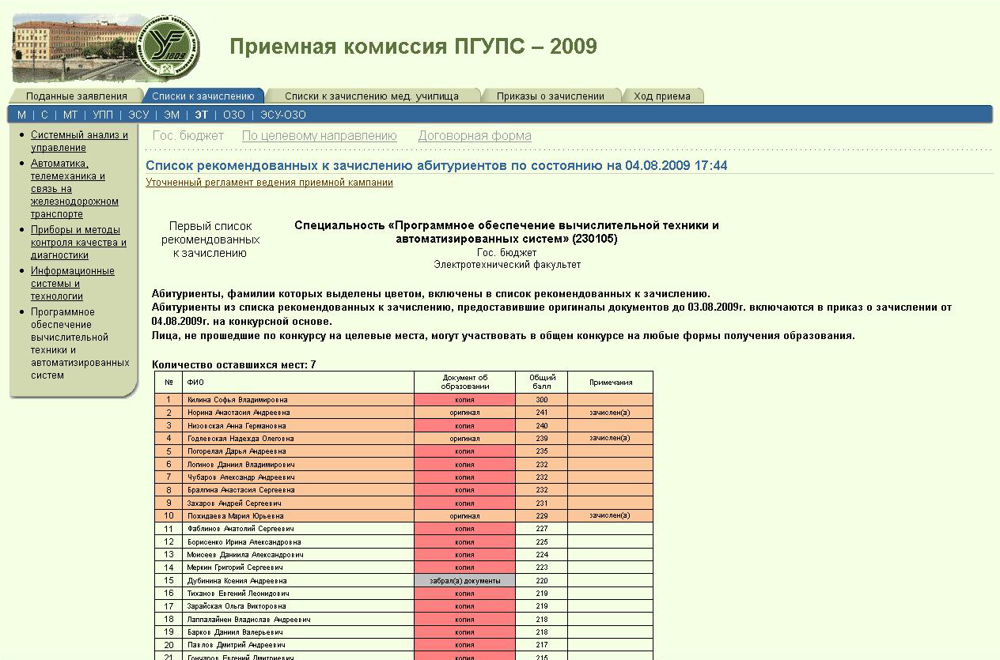 Приемная комиссия ПГУПС – 2009
1809
Поданные заявления Списки к зачислению Списки к зачислению мед. училища Приказы о зачислении Ход приема
М | С | МТ | УПП | ЭСУ | ЭМ | ЭТ | ОЗО | ЭСУ-ОЗО
Системный анализ и
управление
Автоматика,
телемеханика и
связь на
железнодорожном
транспорте
Приборы и методы
контроля качества и
диагностики
Информационные
системы и
технологии
Программное
обеспечение
вычислительной
техники и
автоматизированных
систем
Гос. бюджет По целевому направлению Договорная форма
Список рекомендованных к зачислению абитуриентов по состоянию на 04.08.2009 17:44
Уточненный регламент ведения приемной кампании
Первый список
рекомендованных
к зачислению
Специальность «Программное обеспечение вычислительной техники и
автоматизированных систем» (230105)
Гос. бюджет
Электротехнический факультет
Абитуриенты, фамилии которых выделены цветом, включены в список рекомендованных к зачислению.
Абитуриенты из списка рекомендованных к зачислению, предоставившие оригиналы документов до 03.08.2009г. включаются в приказ о зачислении от
04.08.2009г. на конкурсной основе.
Лица, не прошедшие по конкурсу на целевые места, могут участвовать в общем конкурсе на любые формы получения образования.
Количество оставшихся мест: 7
№ ФИО Документ об образовании Общий балл Примечания
1 Килина Софья Владимировна копия 300
2 Норина Анастасия Андреевна оригинал 241 зачислен(а)
3 Низовская Анна Германовна копия 240
4 Годлевская Надежда Олеговна оригинал 239 зачислен(а)
5 Погорелая Дарья Андреевна копия 235
6 Логинов Даниил Владимирович копия 232
7 Чубаров Александр Андреевич копия 232
8 Бралгина Анастасия Сергеевна копия 232
9 Захаров Андрей Сергеевич копия 231
10 Пожидаева Мария Юрьевна оригинал 229 зачислен(а)
11 Фаблинов Анатолий Сергеевич копия 227
12 Борисенко Ирина Александровна копия 225
13 Моисеев Даниила Александрович копия 224
14 Меркин Григорий Сергеевич копия 223
15 Дубинина Ксения Андреевна забрал(а) документы 220
16 Тиханов Евгений Леонидович копия 219
17 Зарайская Ольга Викторовна копия 219
18 Лаппалайнен Владислав Андреевич копия 218
19 Барков Даниил Валерьевич копия 218
20 Павлов Дмитрий Андреевич копия 217
21 Гончаров Евгений Дмитриевич копия 215